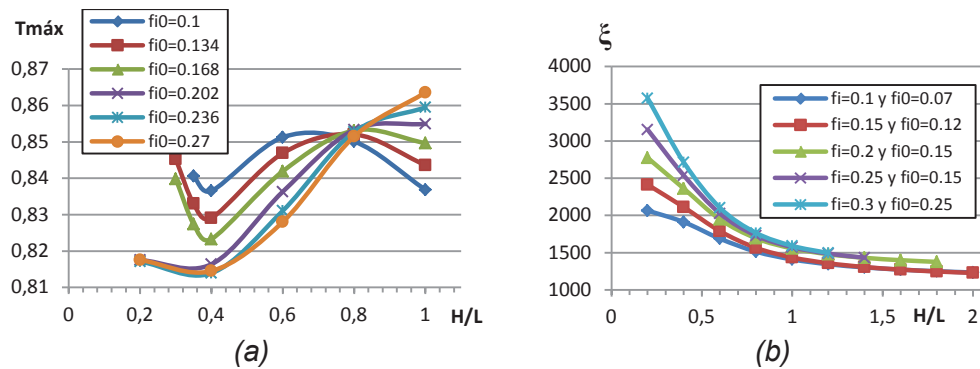 Tmáx
0,87
0,86
0,85
0,84
0,83
0,82
0,81
fi0=0.1
fi0=0.134
fi0=0.168
fi0=0.202
fi0=0.236
fi0=0.27
0 0,2 0,4 0,6 0,8 1 H/L
(a)
ξ
4000
3500
3000
2500
2000
1500
1000
fi=0.1 y fi0=0.07
fi=0.15 y fi0=0.12
fi=0.2 y fi0=0.15
fi=0.25 y fi0=0.15
fi=0.3 y fi0=0.25
0 0,5 1 1,5 H/L 2
(b)